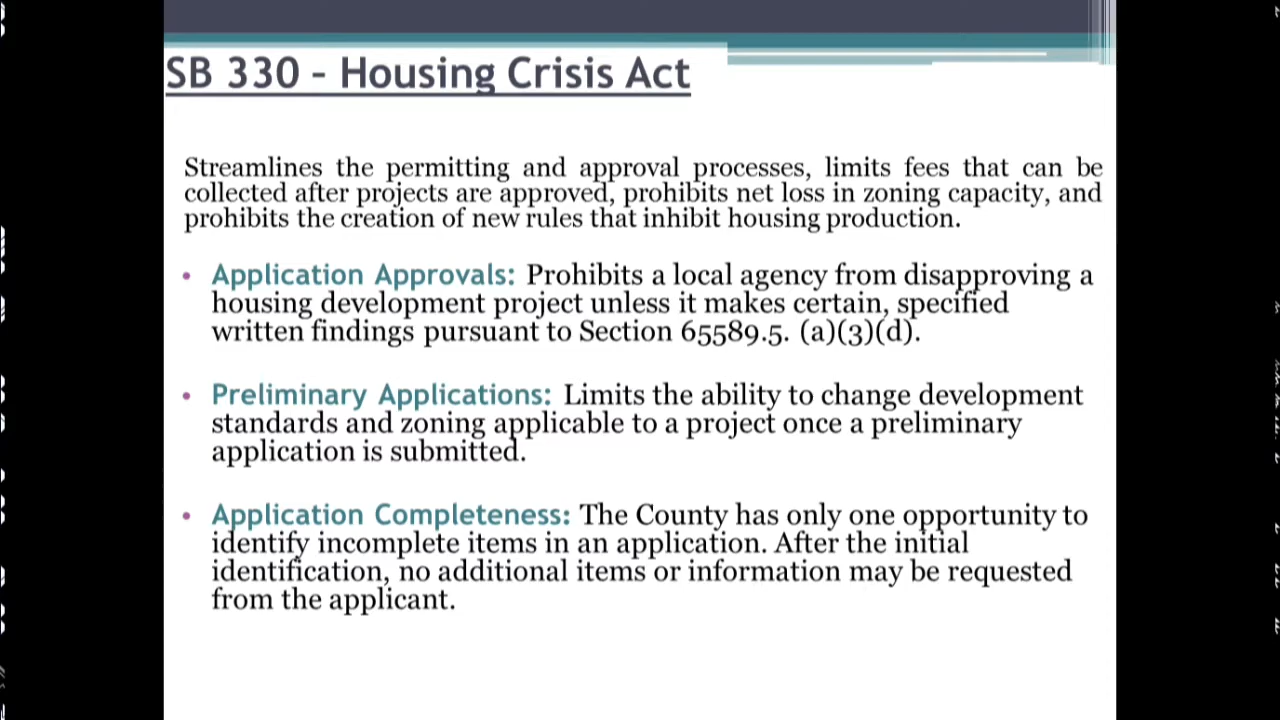 SB 330 - Housing Crisis Act
Streamlines the permitting and approval processes, limits fees that can be
collected after projects are approved, prohibits net loss in zoning capacity, and
prohibits the creation of new rules that inhibit housing production.
• Application Approvals: Prohibits a local agency from disapproving a
housing development project unless it makes certain, specified
written findings pursuant to Section 65589.5. (a)(3)(d).
• Preliminary Applications: Limits the ability to change development
standards and zoning applicable to a project once a preliminary
application is submitted.
• Application Completeness: The County has only one opportunity to
identify incomplete items in an application. After the initial
identification, no additional items or information may be requested
from the applicant.